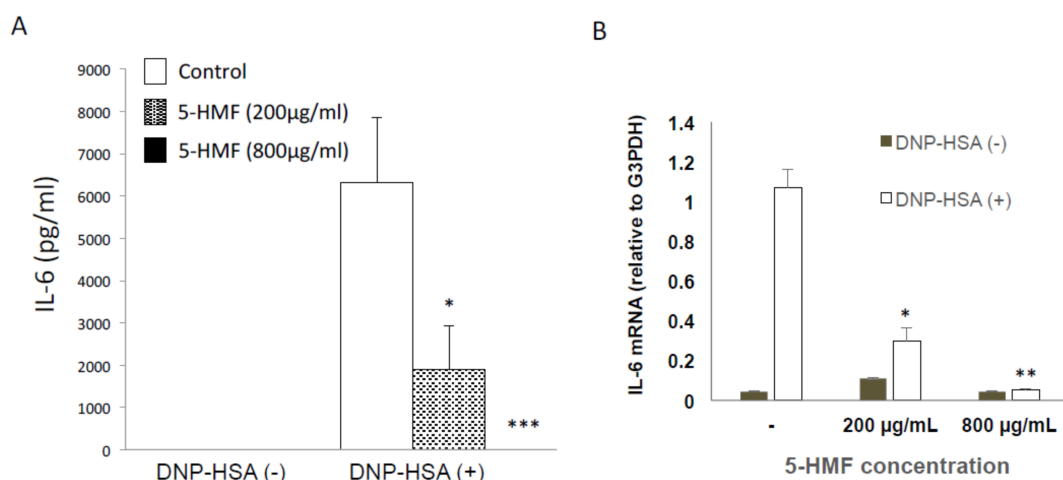 A
IL-6 (pg/ml)
9000
8000
7000
6000
5000
4000
3000
2000
1000
0
Control
5-HMF (200µg/ml)
5-HMF (800µg/ml)
*
***
DNP-HSA (-)
DNP-HSA (+)
B
IL-6 mRNA (relative to G3PDH)
1.4
1.2
1
0.8
0.6
0.4
0.2
0
DNP-HSA (-)
DNP-HSA (+)
*
**
-
200 µg/mL
800 µg/mL
5-HMF concentration